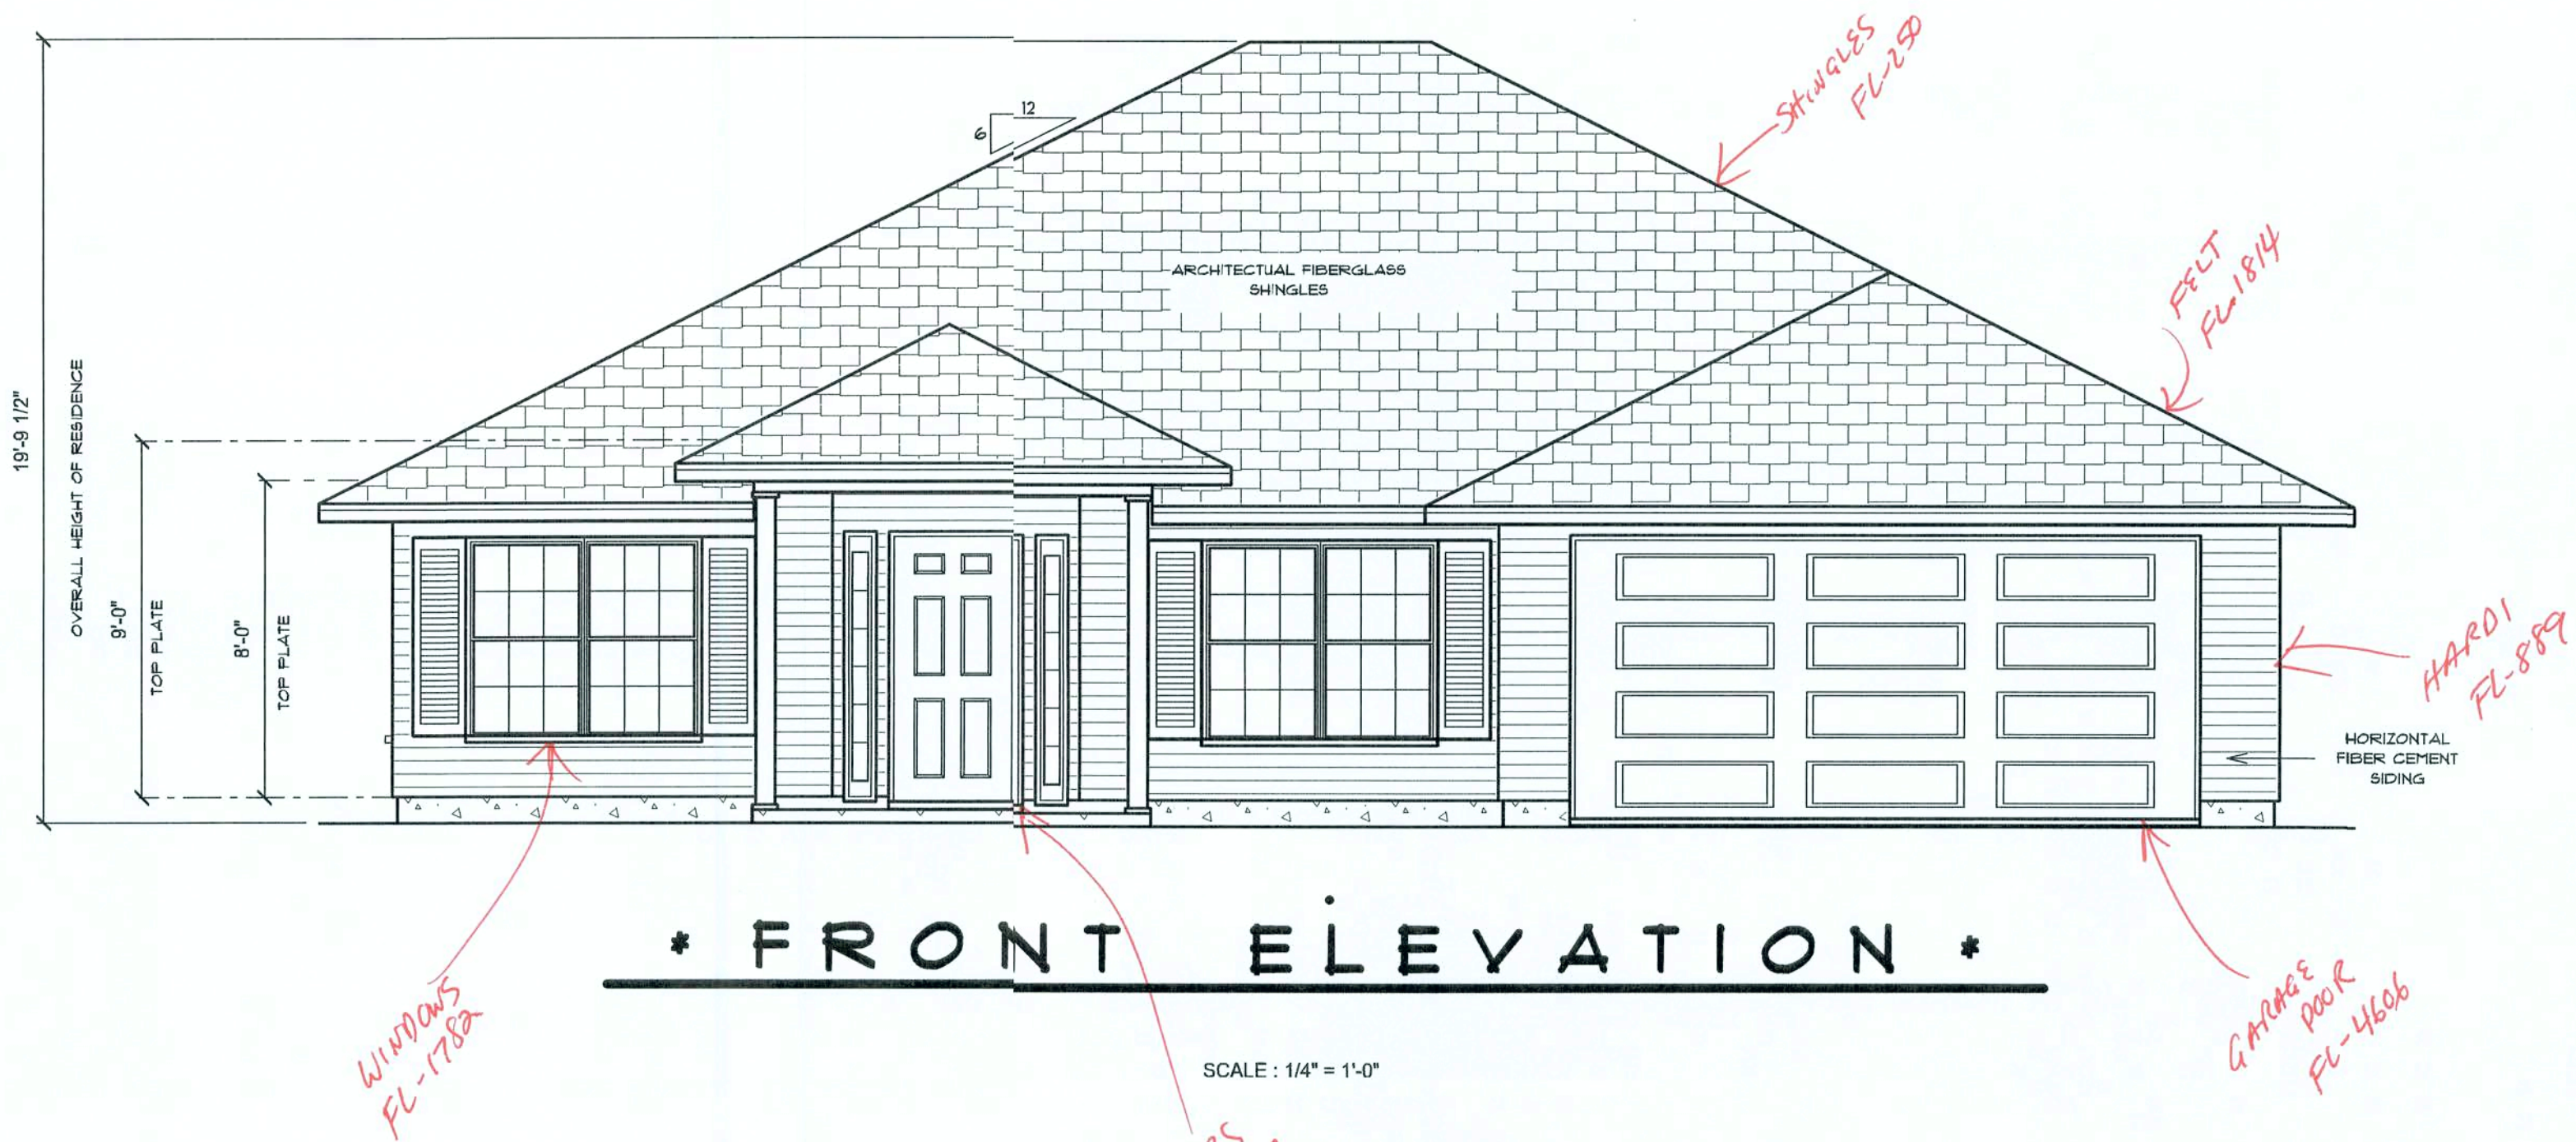 SHINGLES
FL-250
12
6
ARCHITECTUAL FIBERGLASS
SHINGLES
FELT
FL-1814
19'-9 1/2"
OVERALL HEIGHT OF RESIDENCE
9'-0"
TOP PLATE
8'-0"
TOP PLATE
HARDI
FL-889
HORIZONTAL
FIBER CEMENT
SIDING
* FRONT ELEVATION *
WINDOWS
FL-1782
GARAGE
DOOR
FL-4606
SCALE : 1/4" = 1'-0"